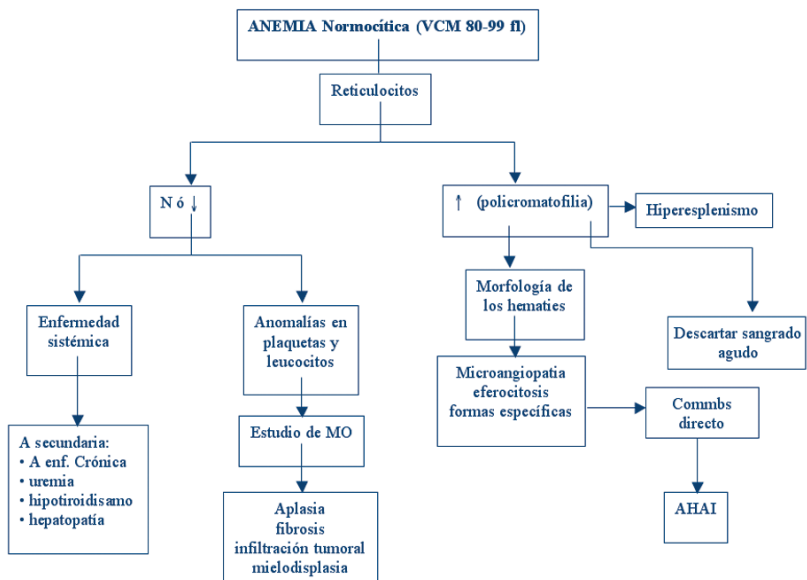 ANEMIA Normocítica (VCM 80-99 fl)
Reticulocitos
N ó ↓
↑ (policromatofilia)
Hiperesplenismo
Enfermedad
sistémica
Anomalías en
plaquetas y
leucocitos
Morfología de
los hematies
Descartar sangrado
agudo
Microangiopatia
eferocitosis
formas específicas
Commbs
directo
A secundaria:
• A enf. Crónica
• uremia
• hipotiroidisamo
• hepatopatía
Estudio de MO
Aplasia
fibrosis
infiltración tumoral
mielodisplasia
AHAI